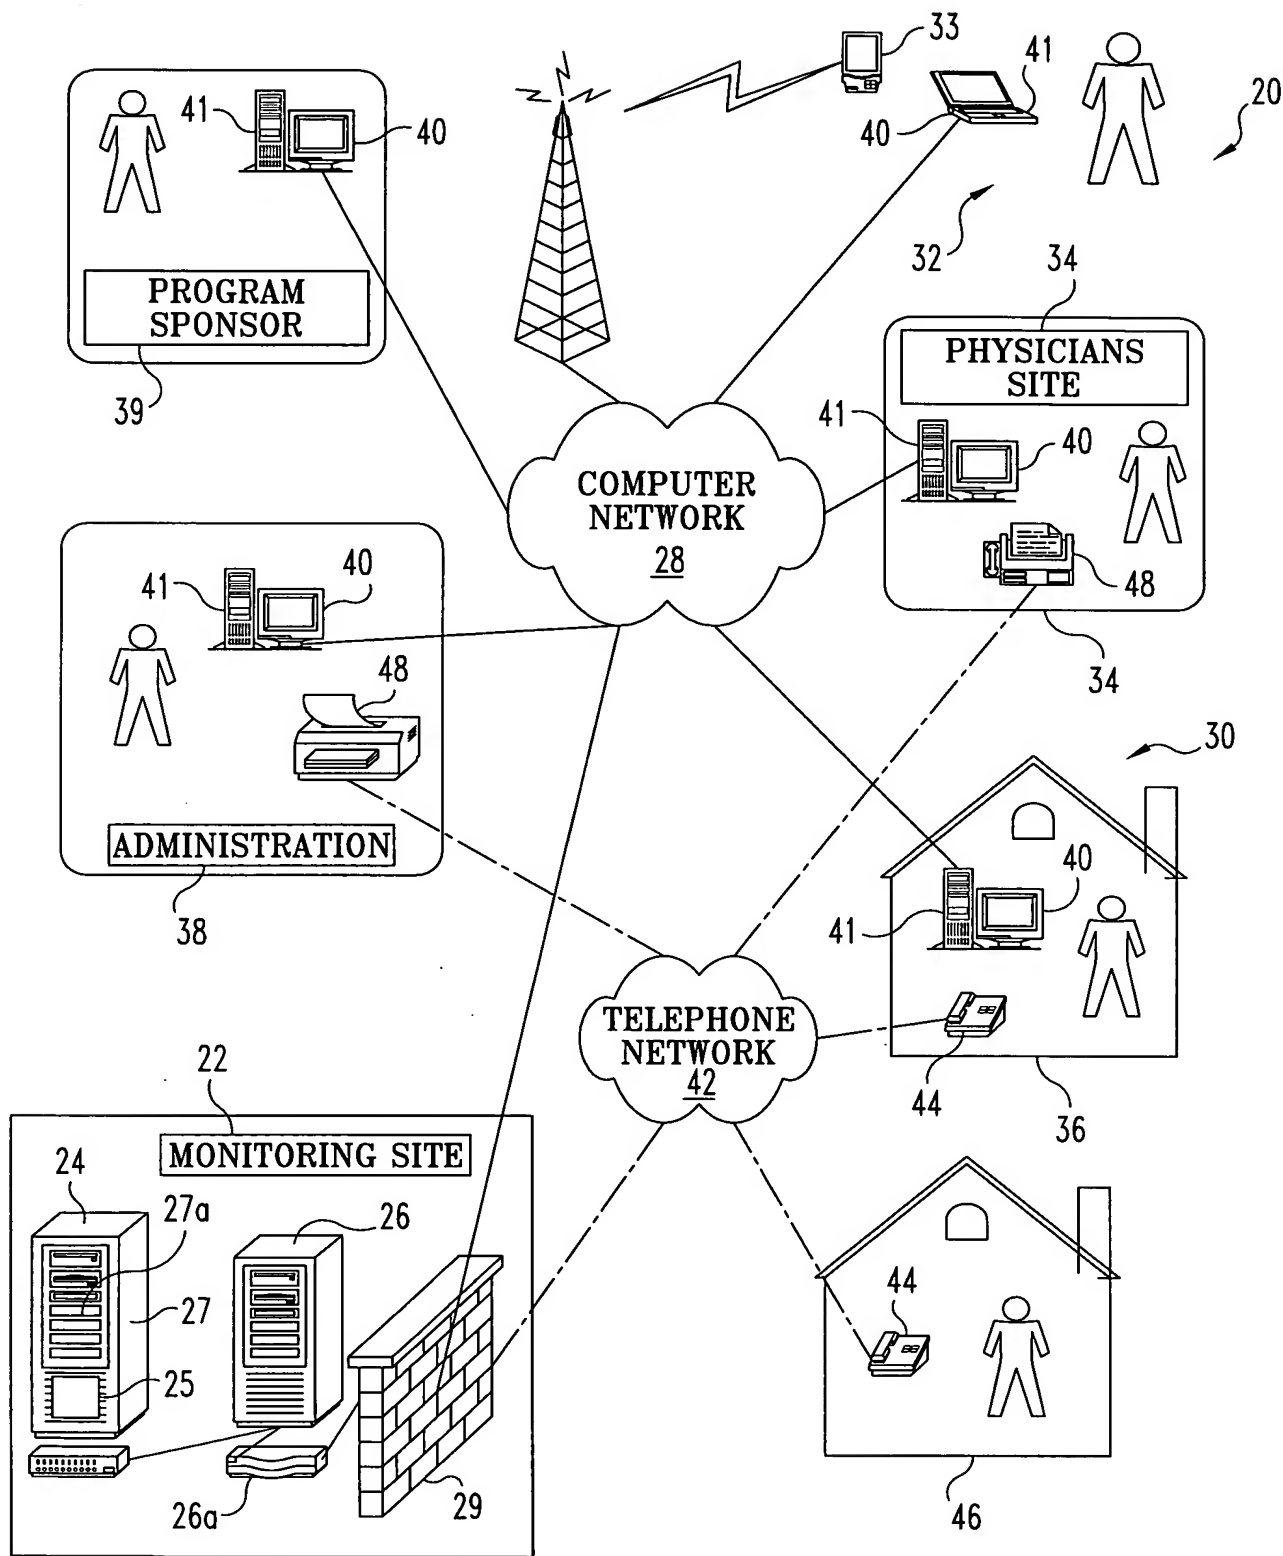 33
41
20
41
40
40
32
34
PROGRAM
SPONSOR
PHYSICIANS
SITE
39
41
40
COMPUTER
NETWORK
28
48
41
40
34
48
30
ADMINISTRATION
40
38
41
TELEPHONE
NETWORK
42
44
36
22
MONITORING SITE
24
27a
26
44
27
25
26a
29
46